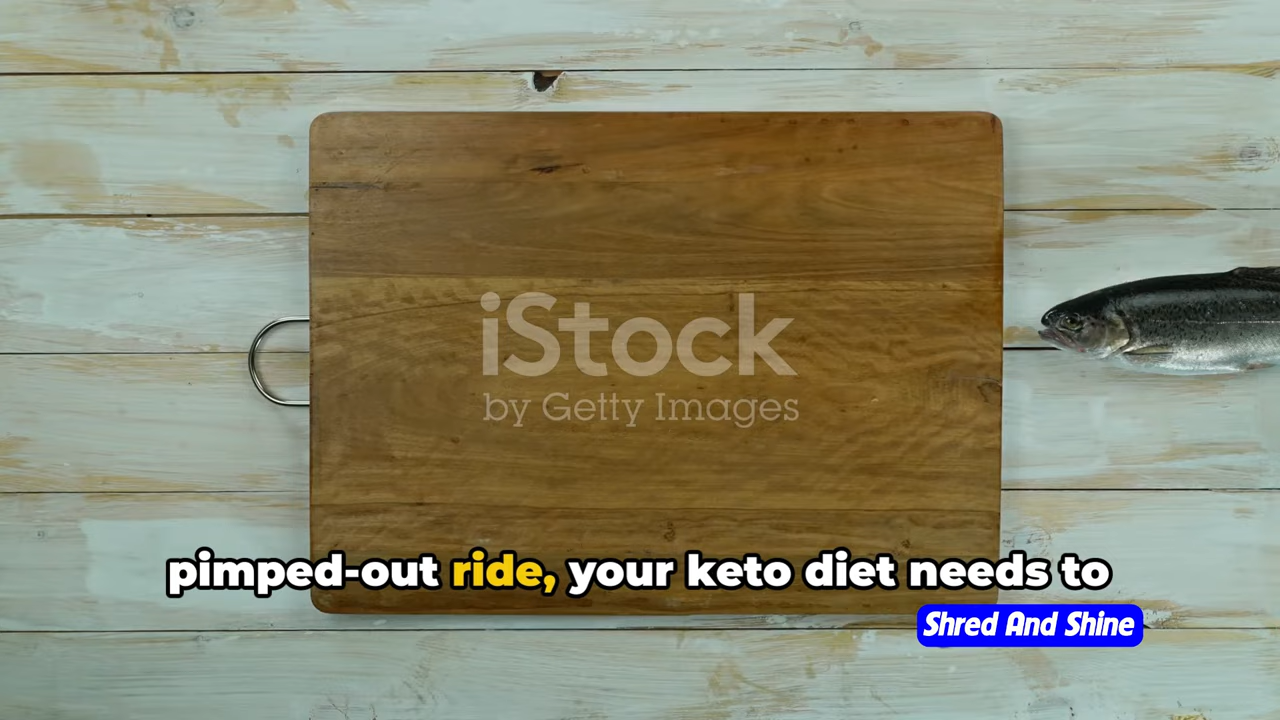 iStock
by Getty Images
pimped-out ride, your keto diet needs to
Shred And Shine